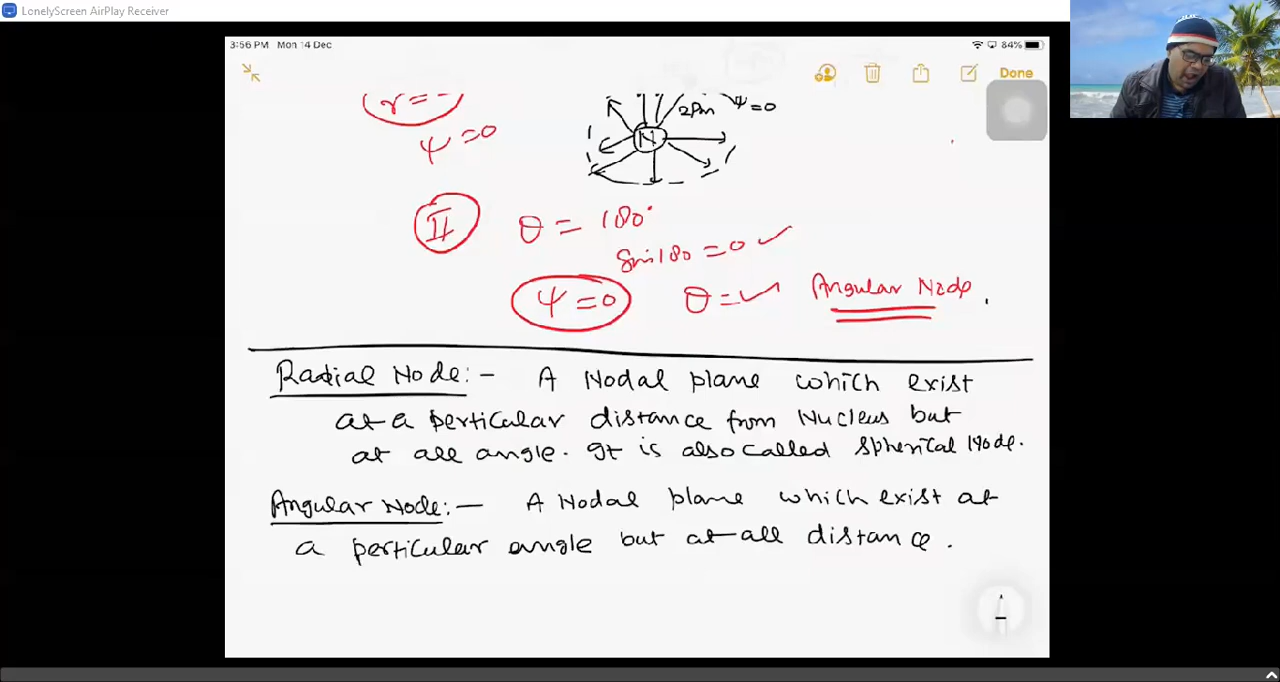 LonelyScreen AirPlay Receiver
3:56 PM Mon 14 Dec
84%
Done
r=-
ψ=0
2Pm ψ=0
N
II θ = 180°
Sin180 = 0 ✓
ψ=0 θ=✓ Angular Node.
Radial Node:- A Nodal plane which exist
at a perticular distance from Nucleus but
at all angle. It is also called Spherical Node.
Angular Node:- A Nodal plane which exist at
a perticular angle but at all distance.